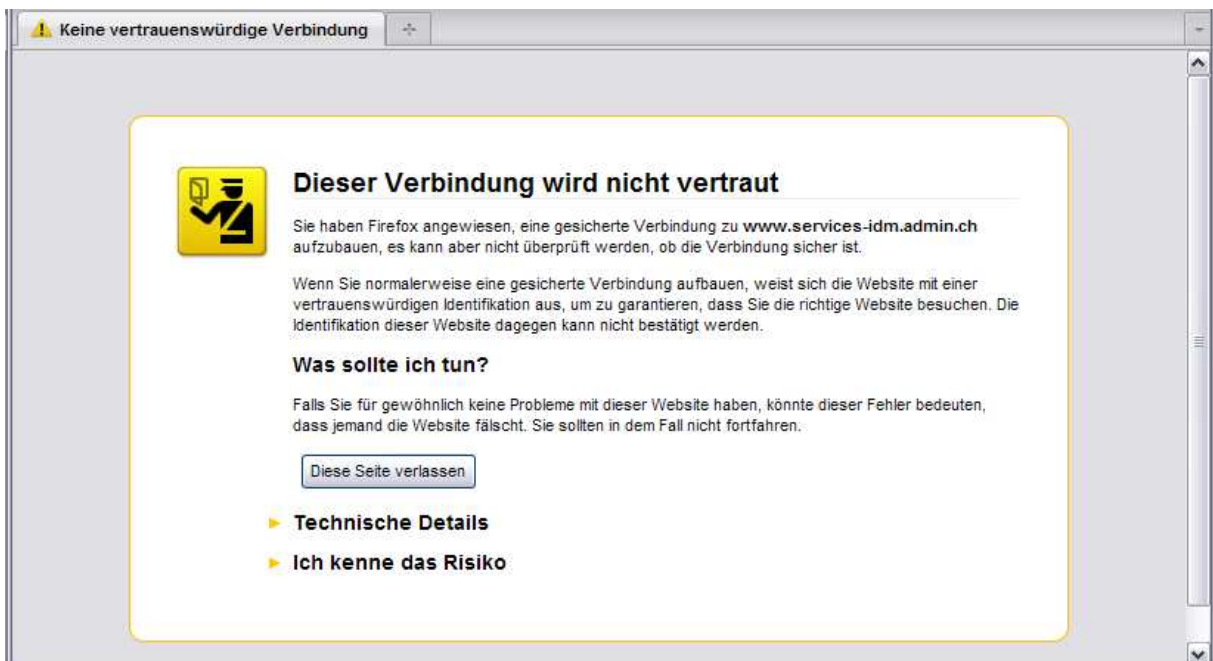 Keine vertrauenswürdige Verbindung
Dieser Verbindung wird nicht vertraut
Sie haben Firefox angewiesen, eine gesicherte Verbindung zu www.services-idm.admin.ch
aufzubauen, es kann aber nicht überprüft werden, ob die Verbindung sicher ist.
Wenn Sie normalerweise eine gesicherte Verbindung aufbauen, weist sich die Website mit einer
vertrauenswürdigen Identifikation aus, um zu garantieren, dass Sie die richtige Website besuchen. Die
Identifikation dieser Website dagegen kann nicht bestätigt werden.
Was sollte ich tun?
Falls Sie für gewöhnlich keine Probleme mit dieser Website haben, könnte dieser Fehler bedeuten,
dass jemand die Website fälscht. Sie sollten in dem Fall nicht fortfahren.
Diese Seite verlassen
Technische Details
Ich kenne das Risiko